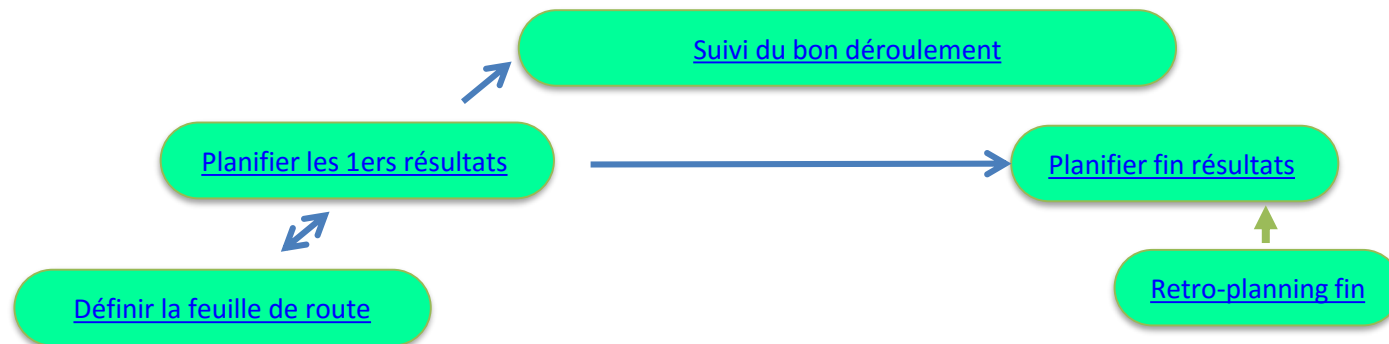 Suivi du bon déroulement
Planifier les 1ers résultats
Planifier fin résultats
Retro-planning fin
Définir la feuille de route